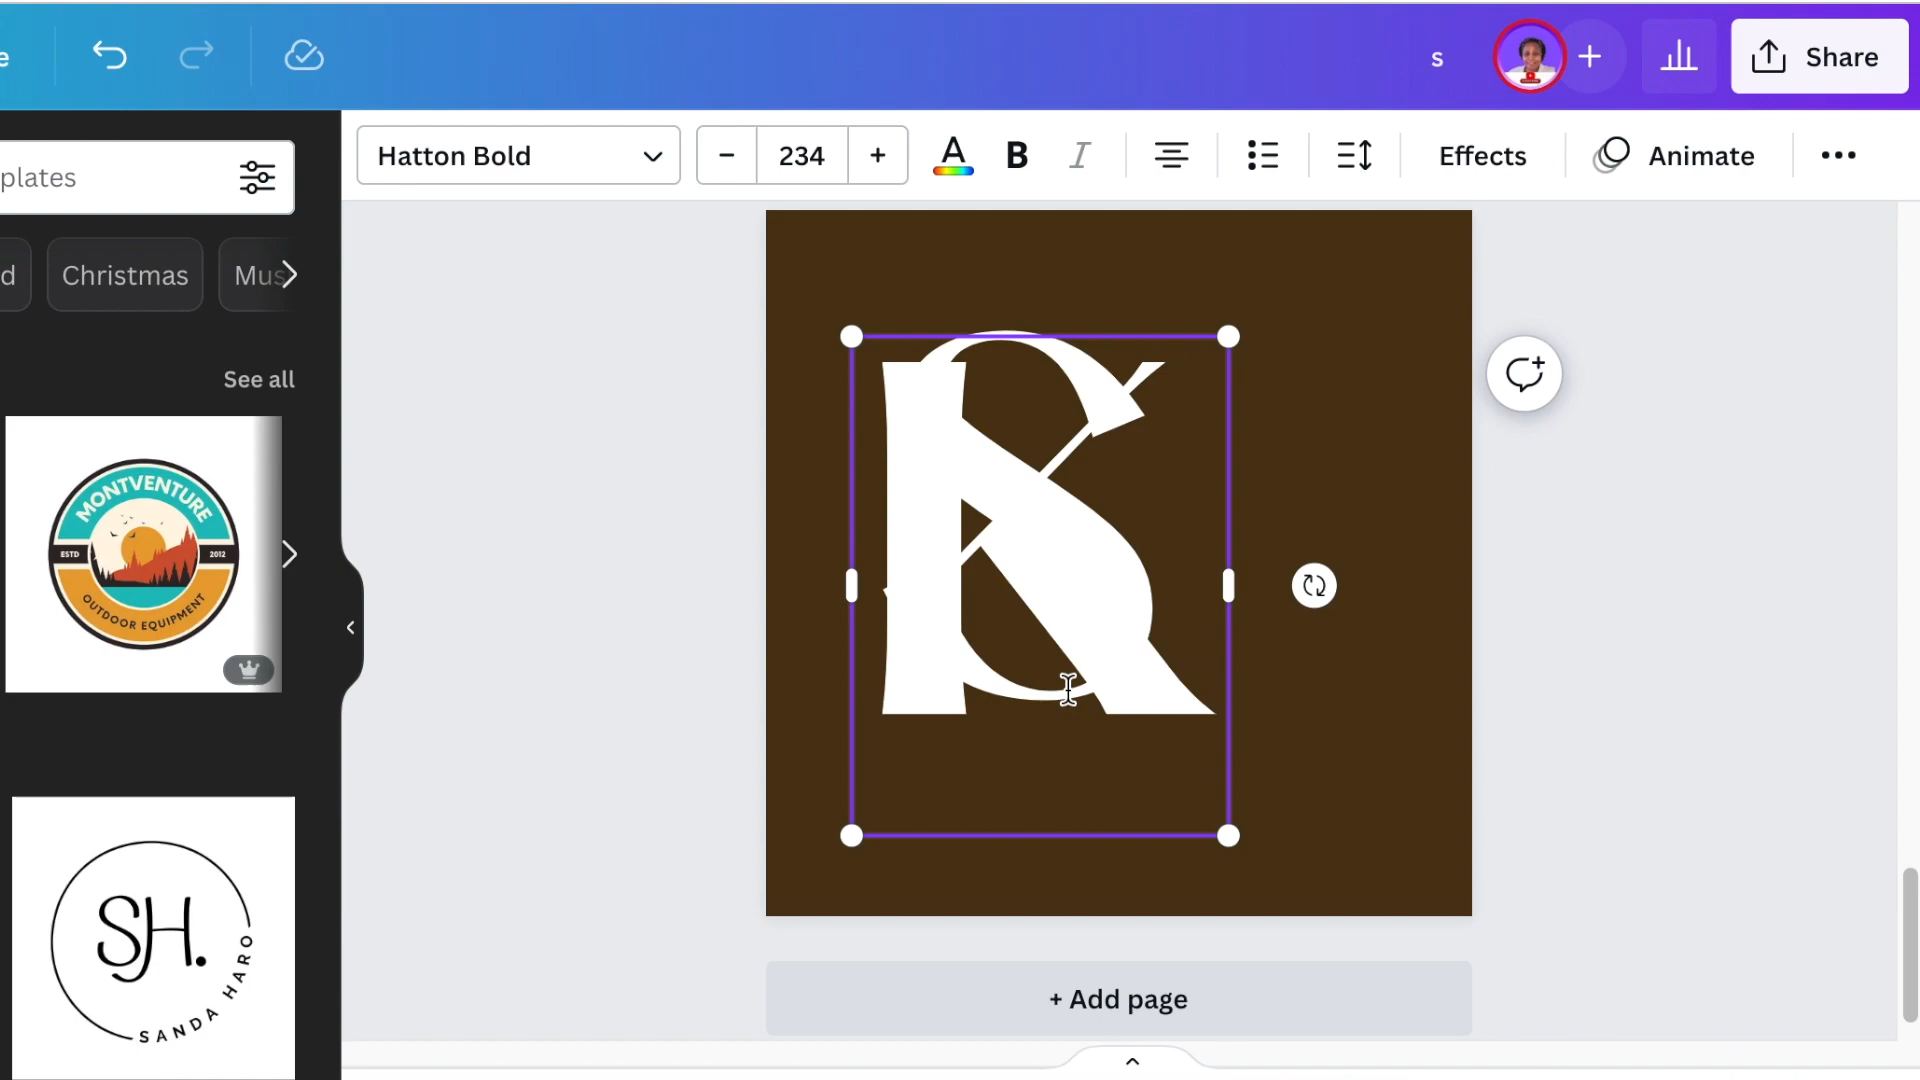 e
s
Share
Hatton Bold
- 234 +
A B I
Effects
Animate
plates
d
Christmas
Mus
See all
MONTVENTURE
ESTD
2012
OUTDOOR EQUIPMENT
SH.
SANDA HARO
K
S
+ Add page